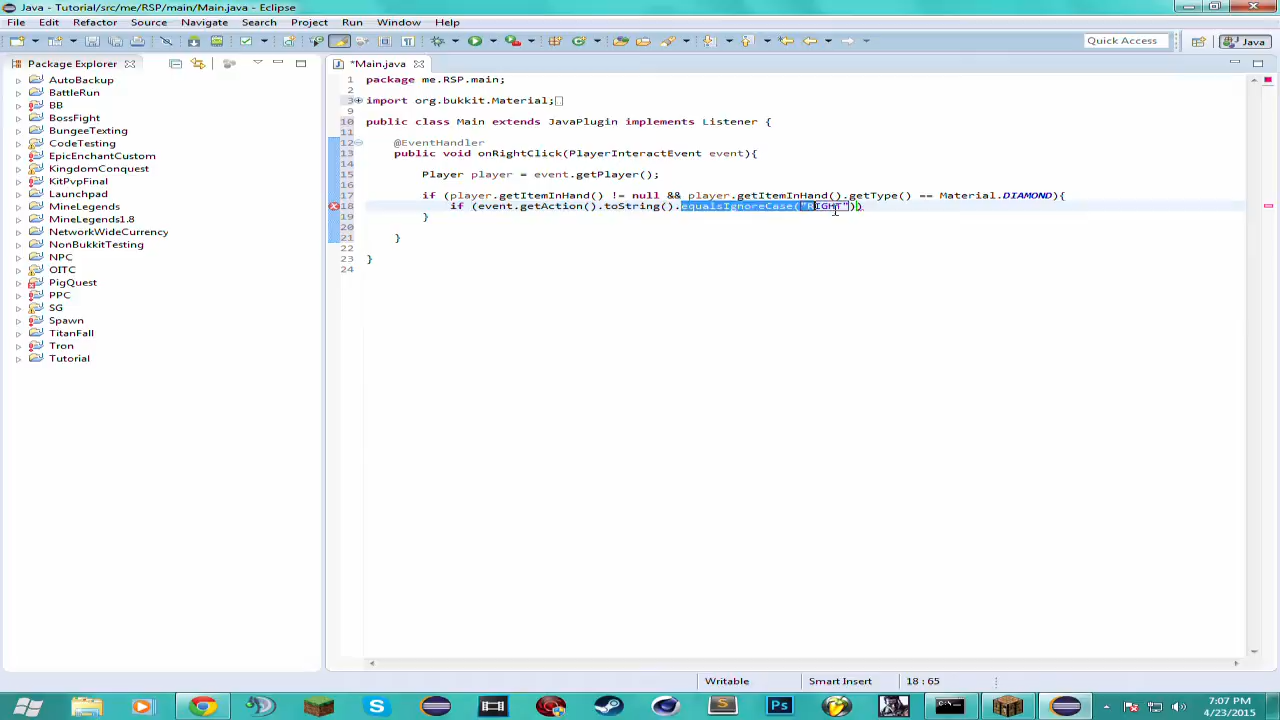 Java - Tutorial/src/me/RSP/main/Main.java - Eclipse
File Edit Refactor Source Navigate Search Project Run Window Help
Quick Access Java
Package Explorer
*Main.java
AutoBackup
BattleRun
BB
BossFight
BungeeTexting
CodeTesting
EpicEnchantCustom
KingdomConquest
KitPvpFinal
Launchpad
MineLegends
MineLegends1.8
NetworkWideCurrency
NonBukkitTesting
NPC
OITC
PigQuest
PPC
SG
Spawn
TitanFall
Tron
Tutorial
1 package me.RSP.main;
2
3 import org.bukkit.Material;
9
10 public class Main extends JavaPlugin implements Listener {
11
12 @EventHandler
13 public void onRightClick(PlayerInteractEvent event){
14
15 Player player = event.getPlayer();
16
17 if (player.getItemInHand() != null && player.getItemInHand().getType() == Material.DIAMOND){
18 if (event.getAction().toString().equalsIgnoreCase("RIGHT"))
19 }
20
21 }
22
23 }
24
Writable Smart Insert 18 : 65
7:07 PM
4/23/2015